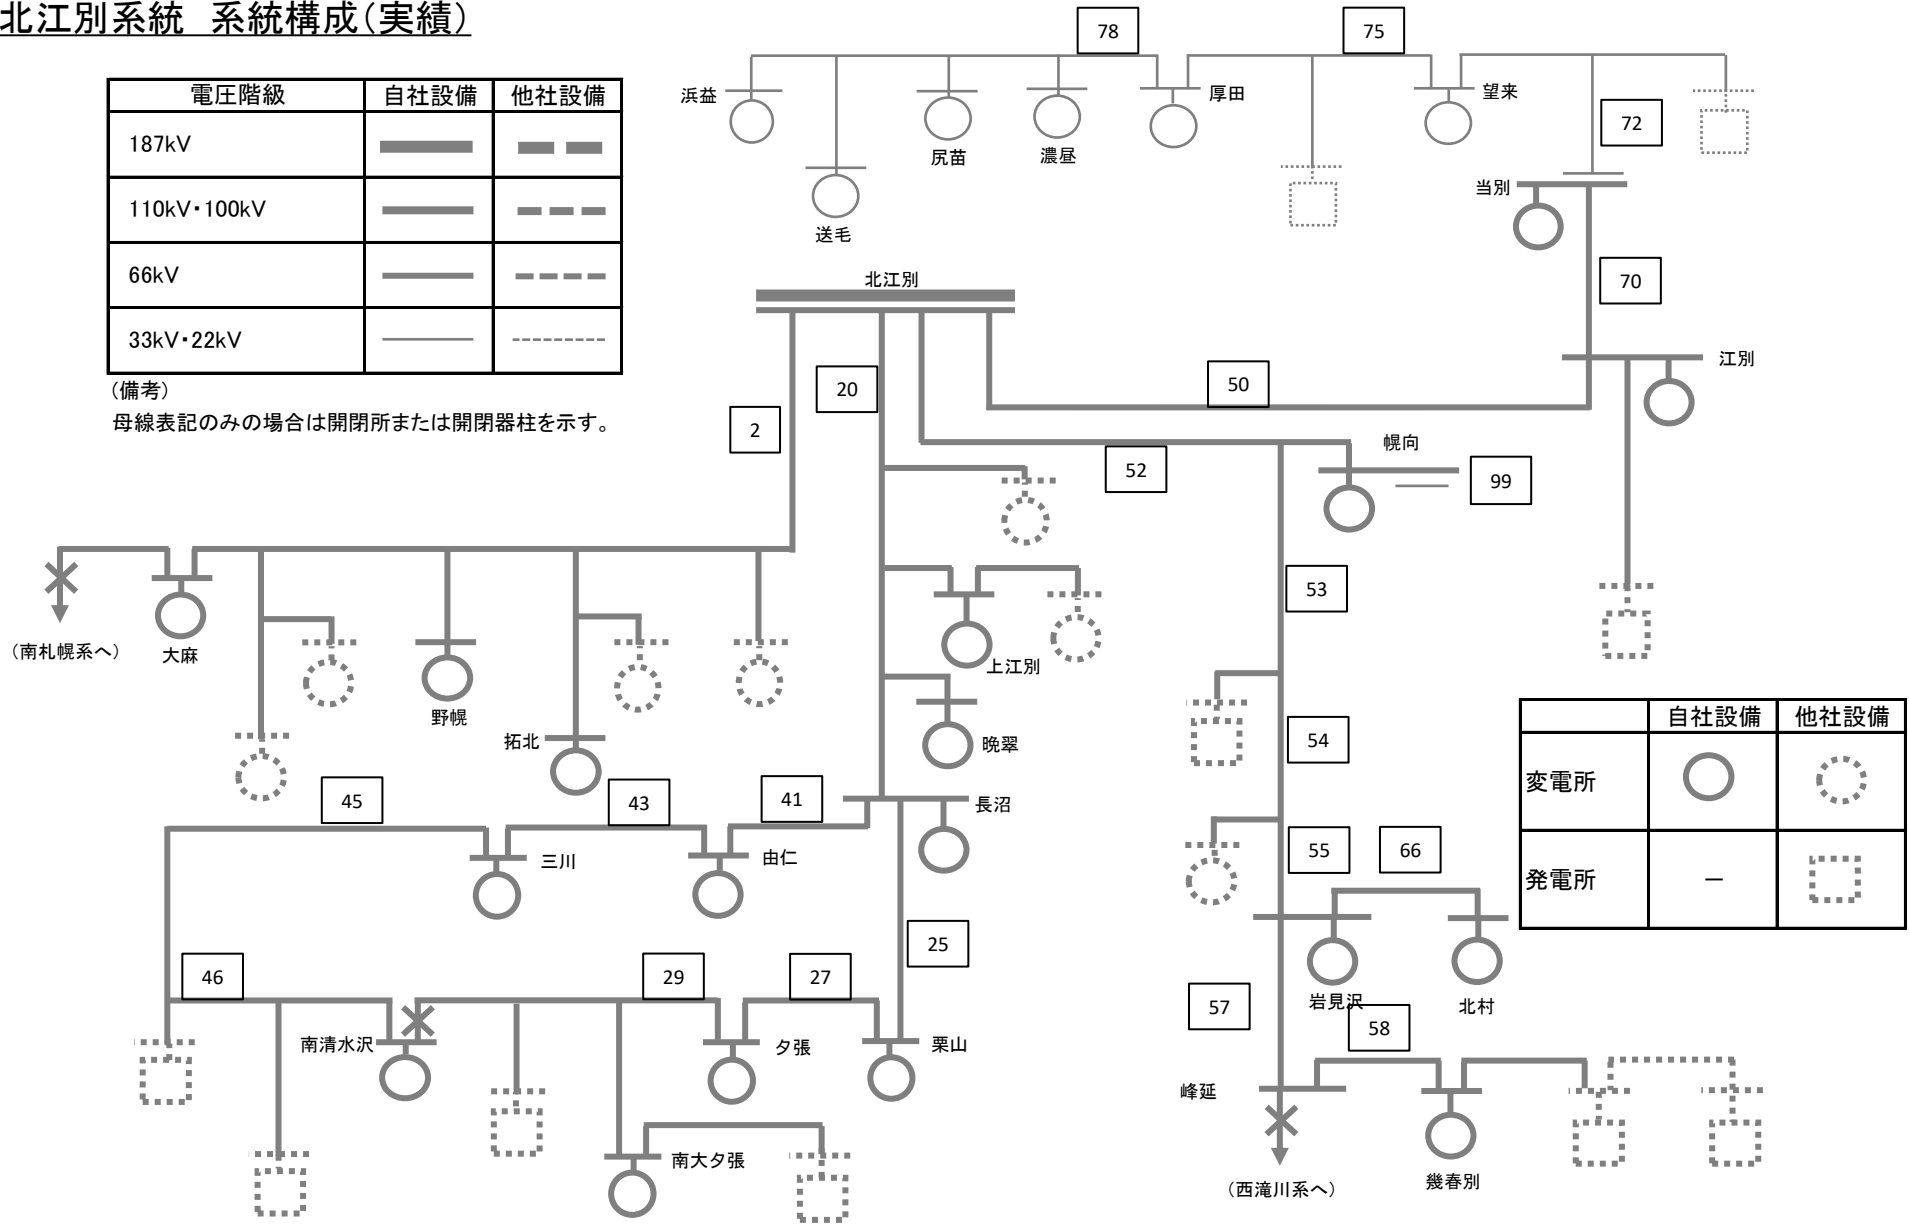 北江別系統 系統構成(実績)
電圧階級 自社設備 他社設備
187kV
110kV・100kV
66kV
33kV・22kV
(備考)
母線表記のみの場合は開閉所または開閉器柱を示す。
78
75
浜益
厚田
望来
72
尻苗
濃昼
送毛
当別
70
北江別
20
50
江別
2
幌向
52
99
53
(南札幌系へ)
大麻
上江別
野幌
拓北
晩翠
54
自社設備 他社設備
変電所
発電所 －
45
43
41
長沼
三川
由仁
55
66
25
岩見沢
北村
46
29
27
57
58
南清水沢
夕張
栗山
峰延
南大夕張
(西滝川系へ)
幾春別